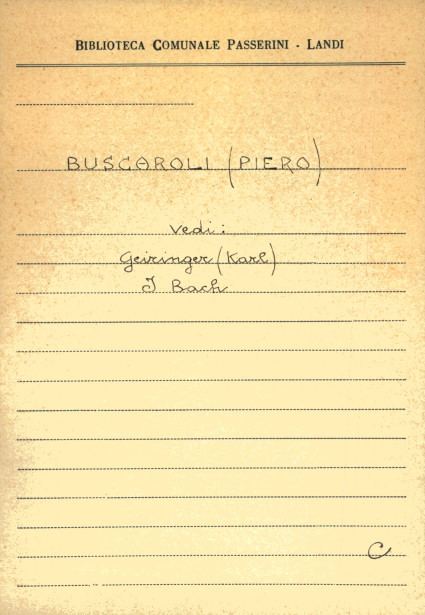 BIBLIOTECA COMUNALE PASSERINI - LANDI
BUSCAROLI (PIERO)
Vedi:
Geiringer (Karl)
I Bach
C